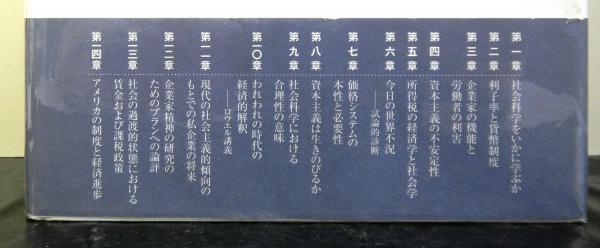 第一章 社会科学をいかに学ぶか
第二章 利子率と貨幣制度
第三章 企業家の機能と
労働者の利害
第四章 資本主義の不安定性
第五章 所得税の経済学と社会学
第六章 今日の世界不況
――試論的診断
第七章 価格システムの
本性と必要性
第八章 資本主義は生きのびるか
第九章 社会科学における
合理性の意味
第一〇章 われわれの時代の
経済的解釈
――ロウエル講義
第一一章 現代の社会主義的傾向の
もとでの私企業の将来
第一二章 企業家精神の研究の
ためのプランへの論評
第一三章 社会の過渡的状態における
賃金および課税政策
第一四章 アメリカの制度と経済進歩